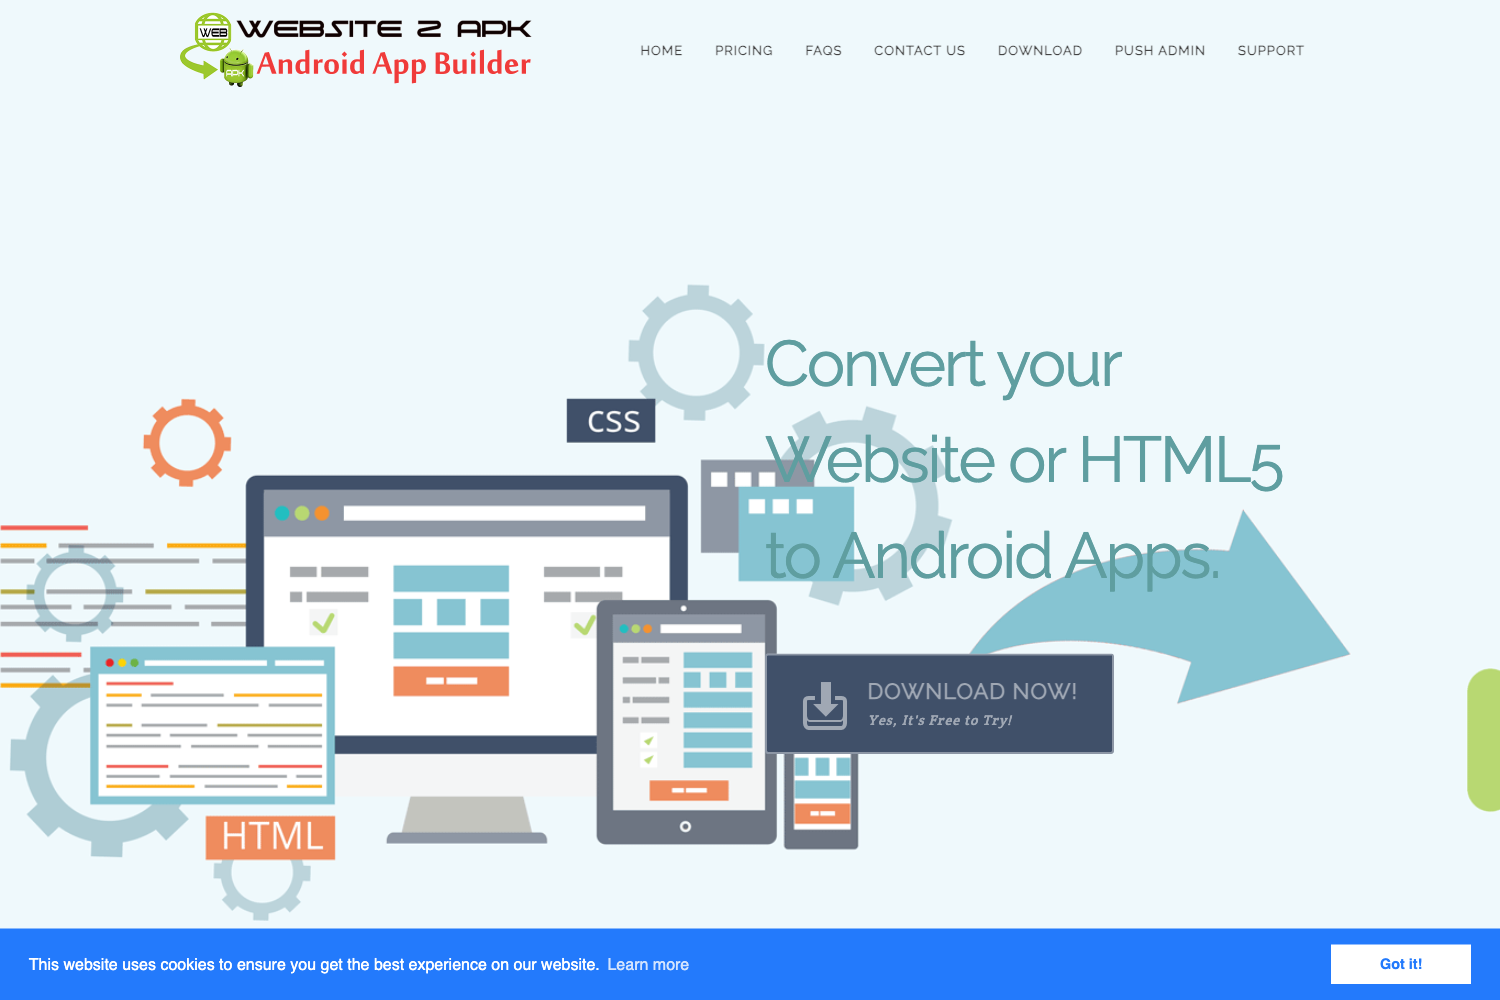 WEB
WEBSITE 2 APK
APK
Android App Builder
HOME
PRICING
FAQS
CONTACT US
DOWNLOAD
PUSH ADMIN
SUPPORT
Convert your
CSS
Website or HTML5
to Android Apps.
DOWNLOAD NOW!
Yes, It's Free to Try!
HTML
This website uses cookies to ensure you get the best experience on our website. Learn more
Got it!